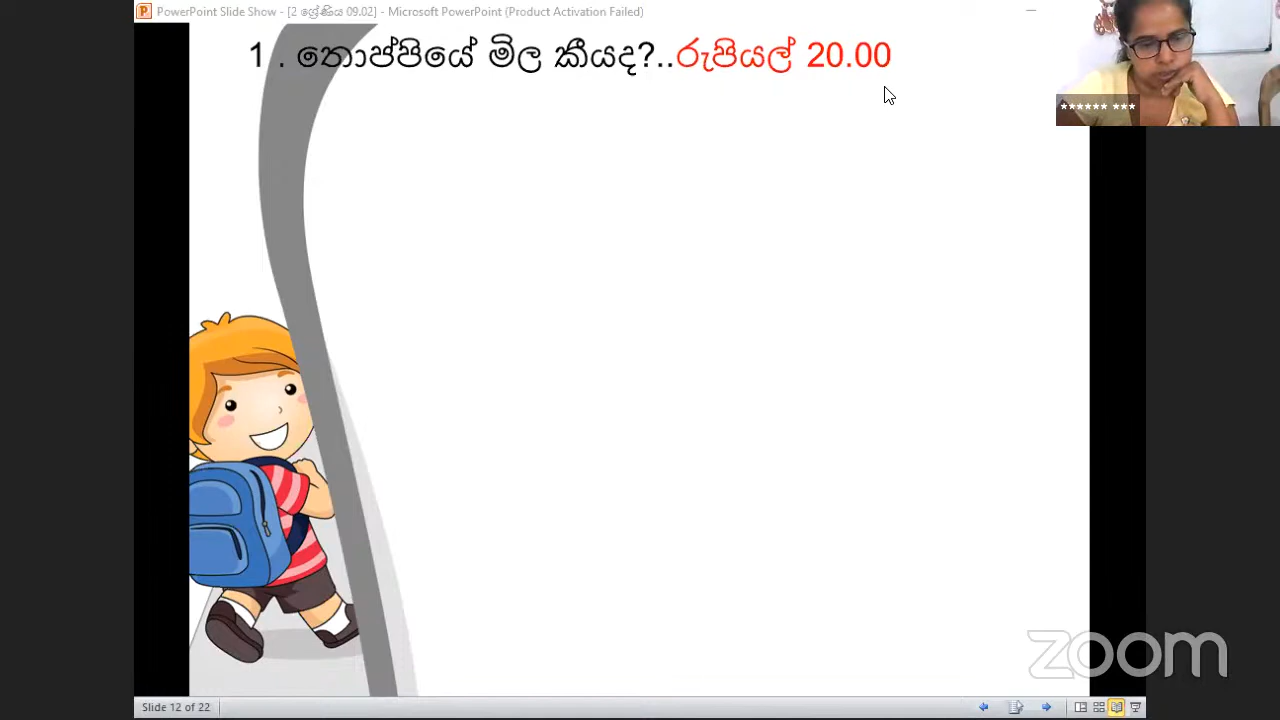 PowerPoint Slide Show - [2 ශ්‍රේණිය 09.02] - Microsoft PowerPoint (Product Activation Failed)
1 . තොප්පියේ මිල කීයද?..රුපියල් 20.00
****** ***
zoom
Slide 12 of 22